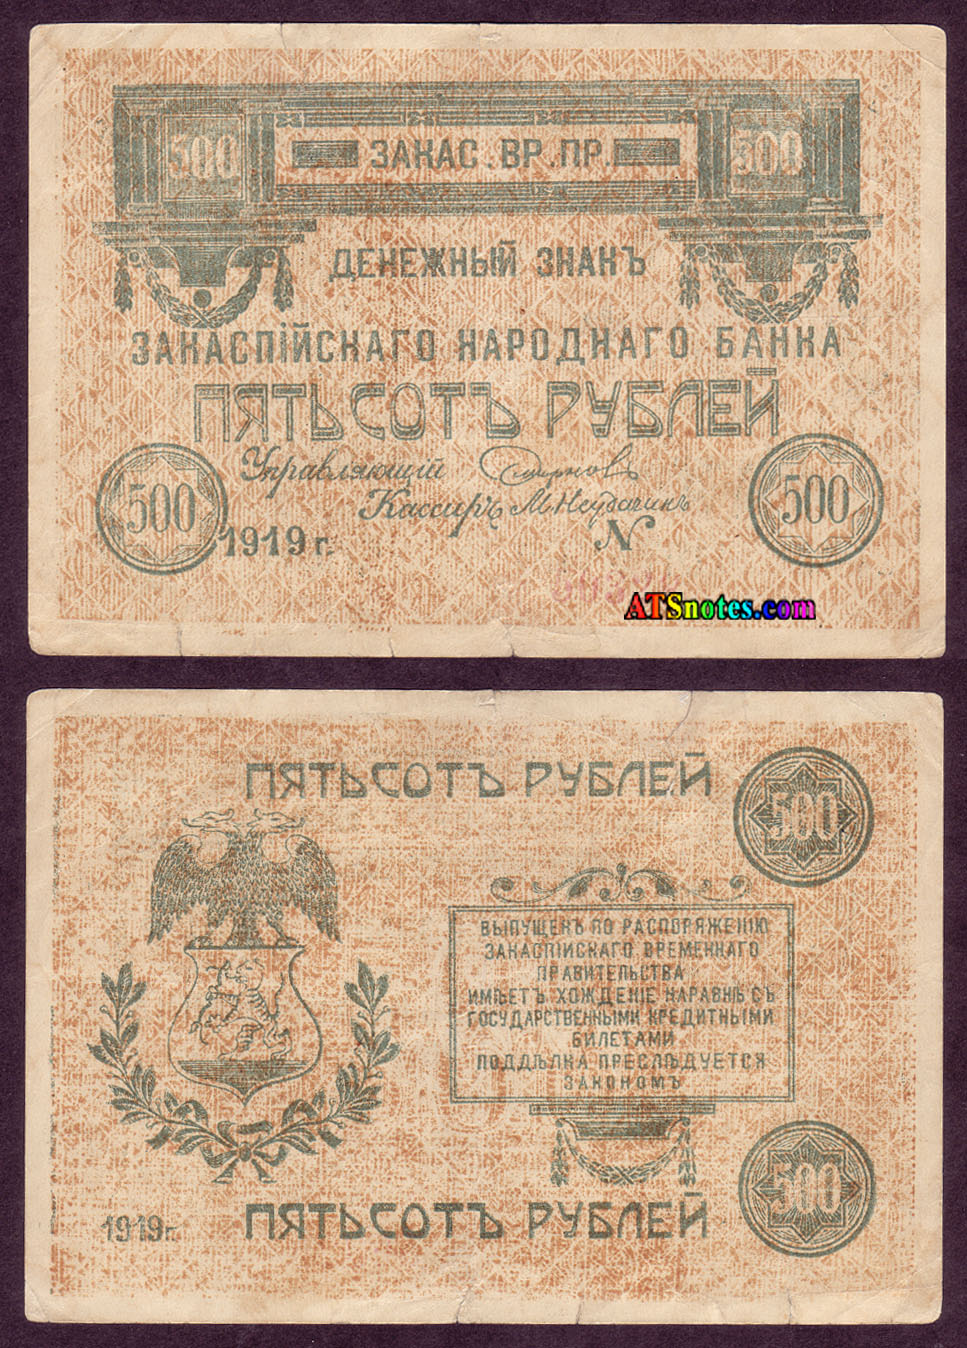 500 ЗАКАС. ВР. ПР. 500
ДЕНЕЖНЫЙ ЗНАКЪ
ЗАКАСПІЙСКАГО НАРОДНАГО БАНКА
ПЯТЬСОТЪ РУБЛЕЙ
Управляющій Смирновъ
Кассиръ М. Неудачинъ
500 1919 г. N 500
ATSnotes.com
ПЯТЬСОТЪ РУБЛЕЙ
500
ВЫПУЩЕНЪ ПО РАСПОРЯЖЕНІЮ
ЗАКАСПІЙСКАГО ВРЕМЕННАГО
ПРАВИТЕЛЬСТВА
ИМѢЕТЪ ХОЖДЕНІЕ НАРАВНѢ СЪ
ГОСУДАРСТВЕННЫМИ КРЕДИТНЫМИ
БИЛЕТАМИ
ПОДДѢЛКА ПРЕСЛѢДУЕТСЯ
ЗАКОНОМЪ
500
1919 г. ПЯТЬСОТЪ РУБЛЕЙ